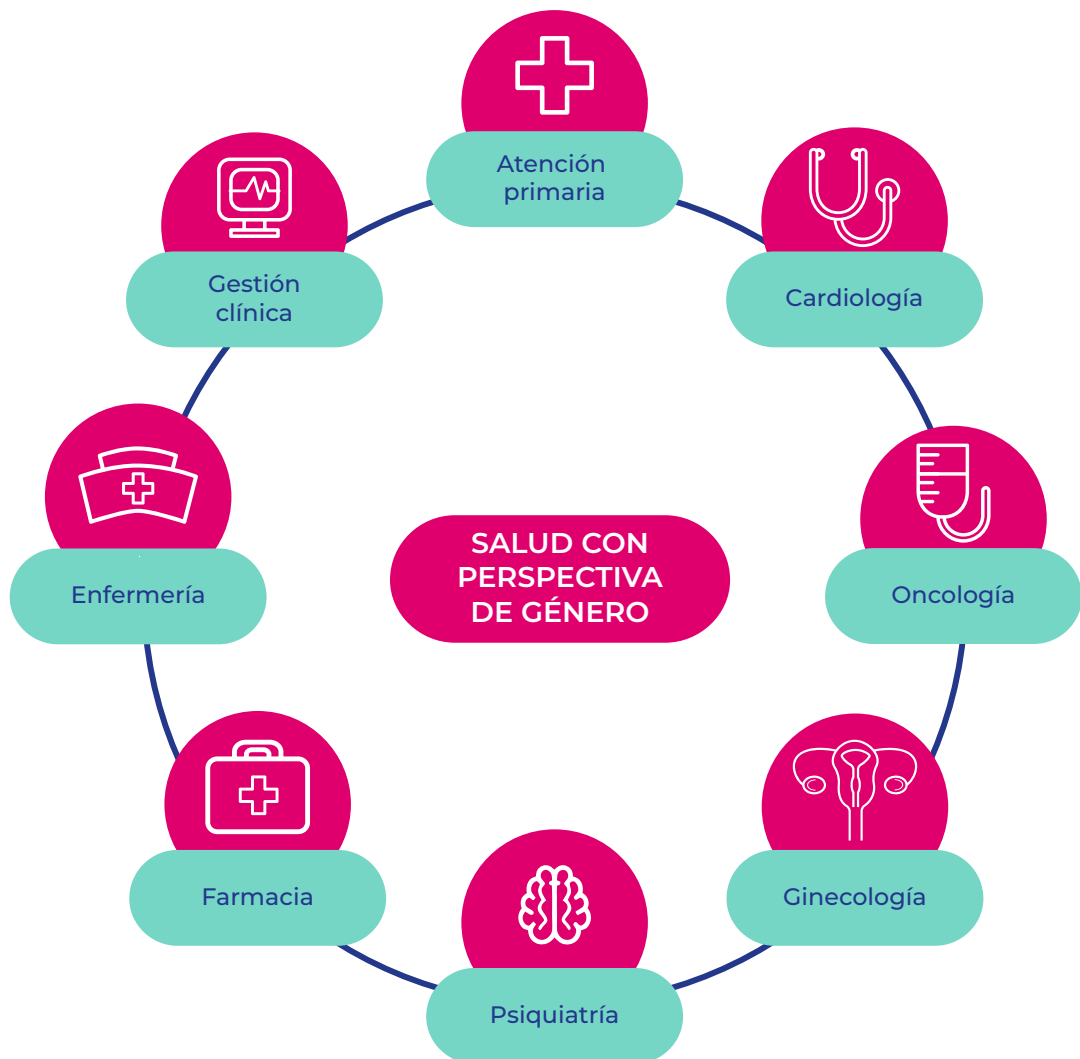 Atención
primaria
Gestión
clínica
Cardiología
Enfermería
SALUD CON
PERSPECTIVA
DE GÉNERO
Oncología
Farmacia
Ginecología
Psiquiatría